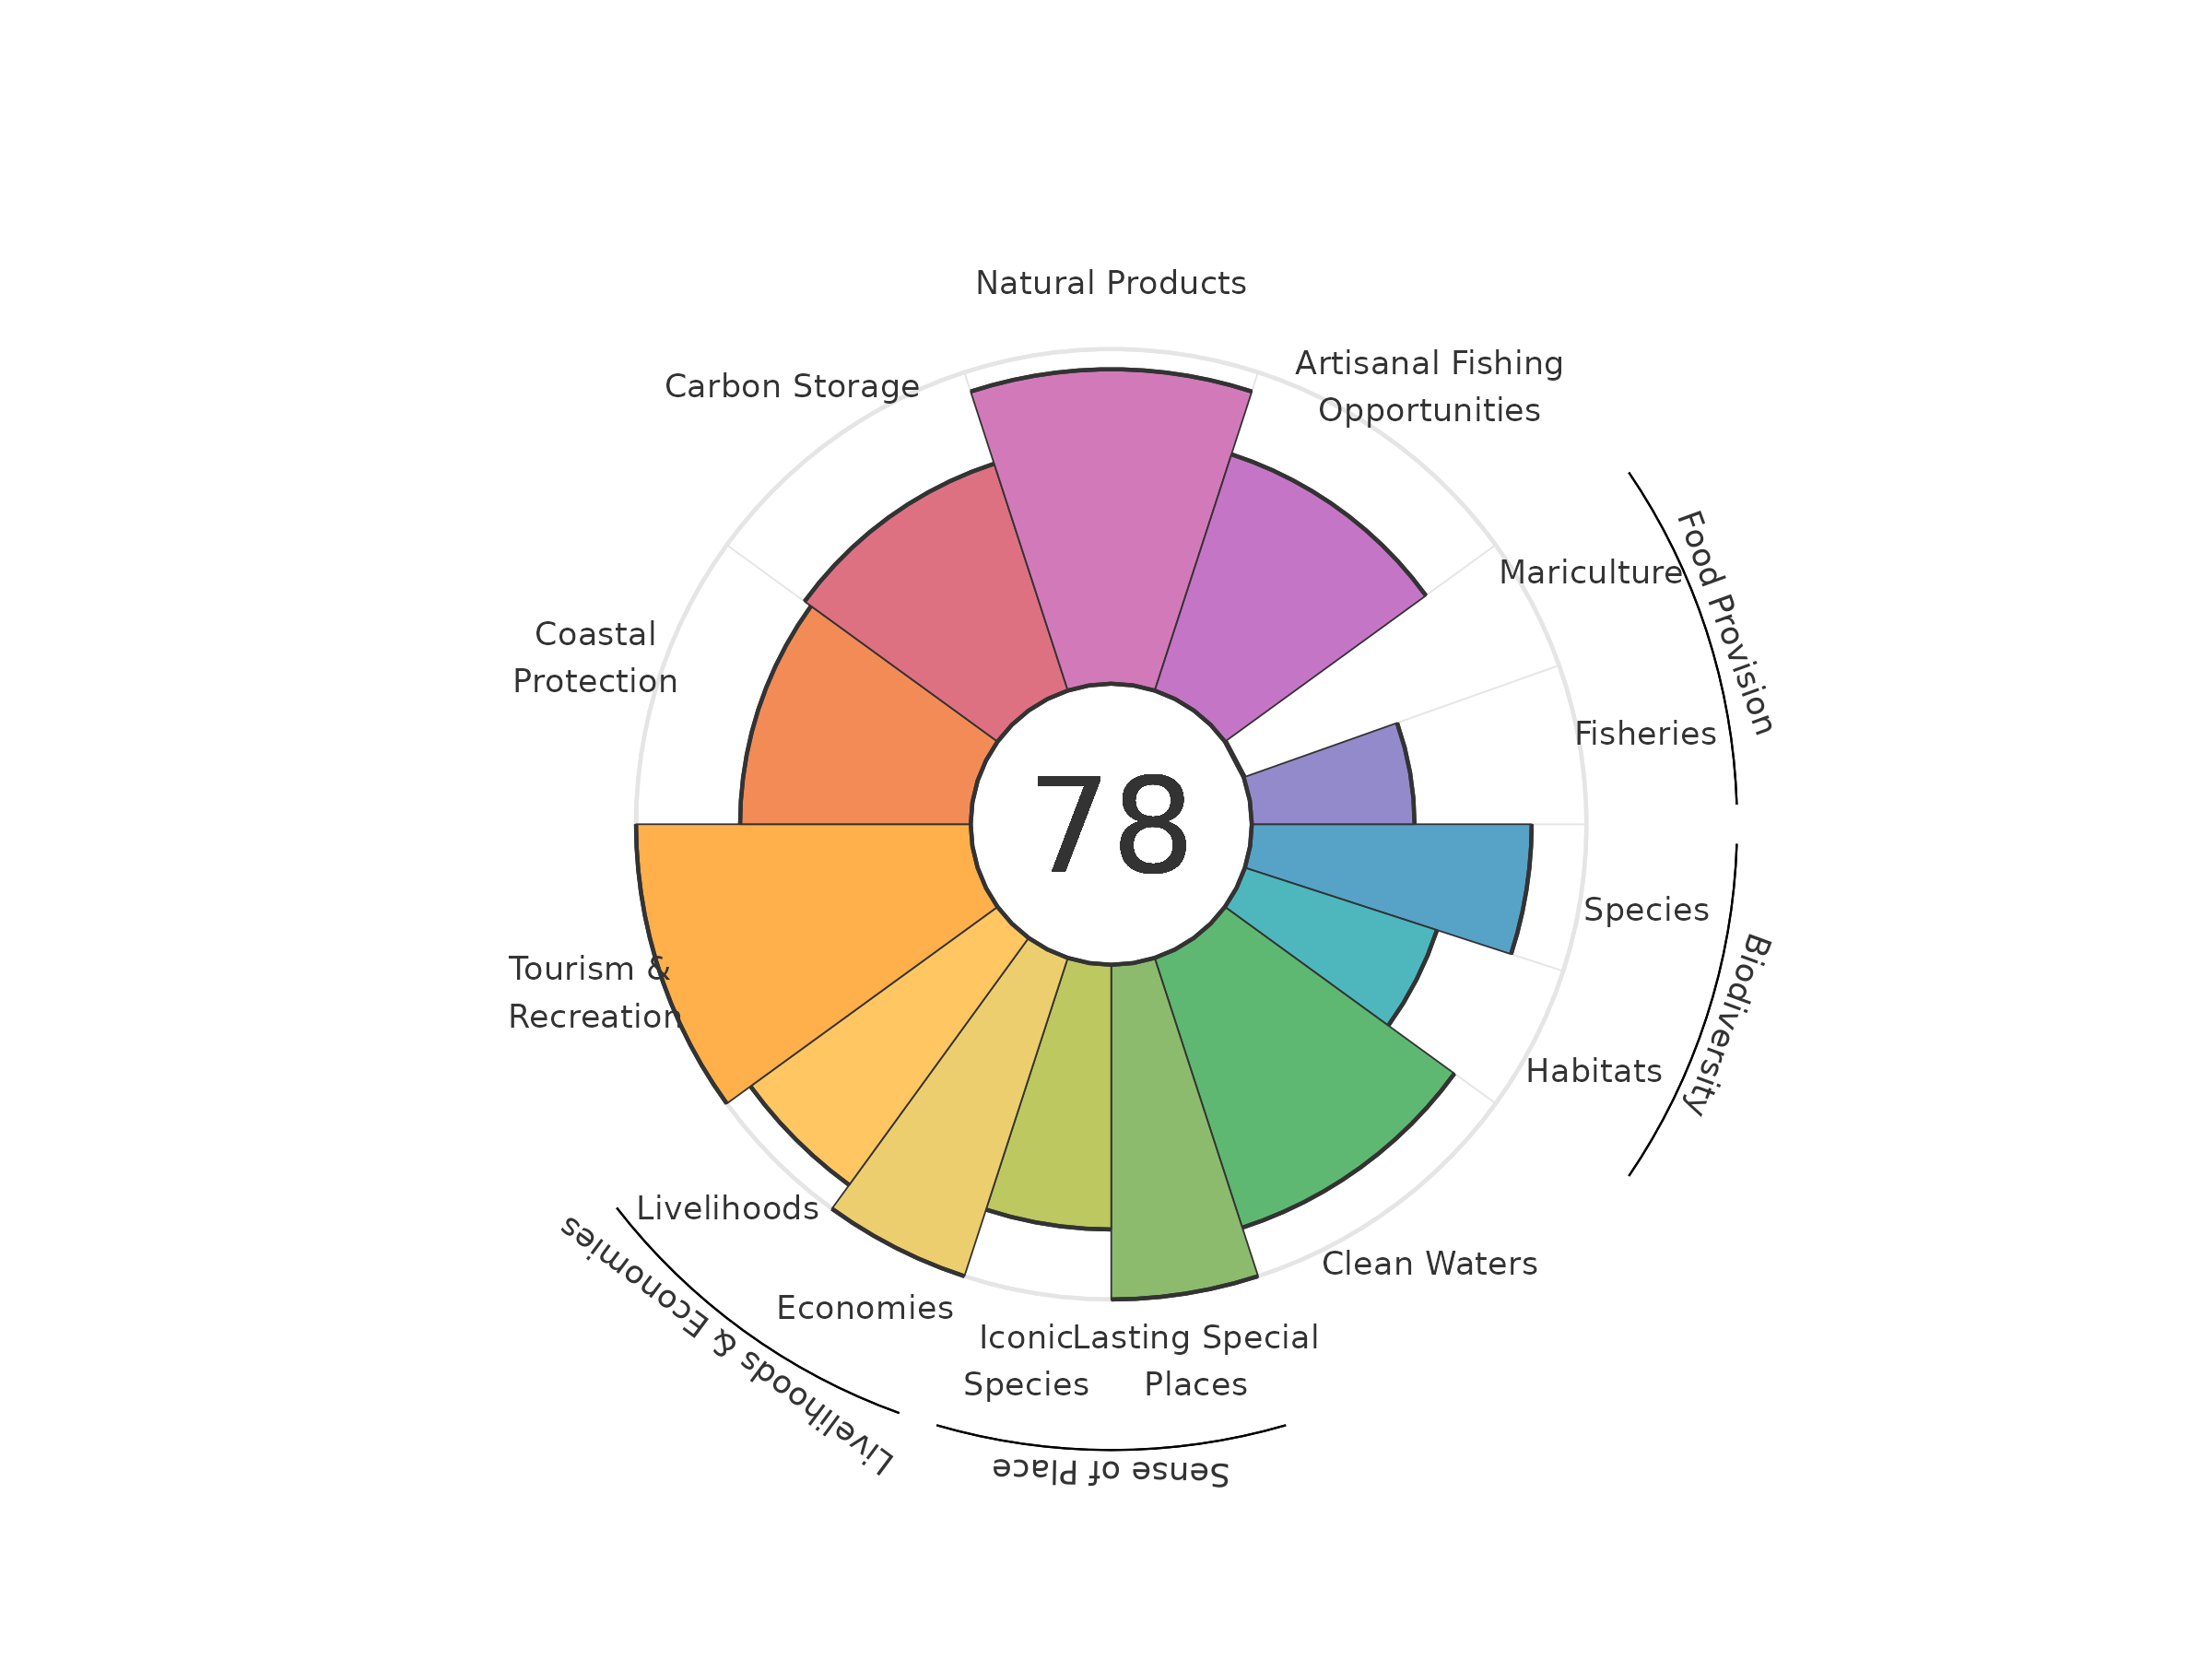 Natural Products
Artisanal Fishing
Opportunities
Carbon Storage
Mariculture
Food Provision
Coastal
Protection
Fisheries
78
Species
Biodiversity
Tourism &
Recreation
Habitats
Livelihoods
Clean Waters
Economies
Livelihoods & Economies
Iconic
Species
Lasting Special
Places
Sense of Place